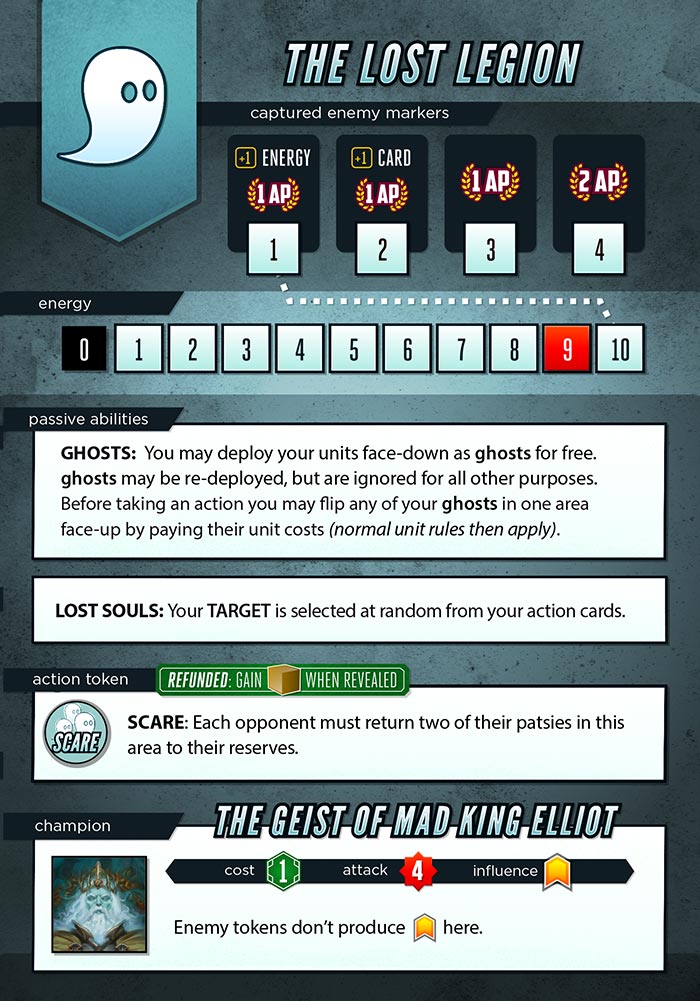 THE LOST LEGION
captured enemy markers
+1 ENERGY
1 AP
1
+1 CARD
1 AP
2
1 AP
3
2 AP
4
energy
0 1 2 3 4 5 6 7 8 9 10
passive abilities
GHOSTS: You may deploy your units face-down as ghosts for free.
ghosts may be re-deployed, but are ignored for all other purposes.
Before taking an action you may flip any of your ghosts in one area
face-up by paying their unit costs (normal unit rules then apply).
LOST SOULS: Your TARGET is selected at random from your action cards.
action token
REFUNDED: GAIN WHEN REVEALED
SCARE
SCARE: Each opponent must return two of their patsies in this
area to their reserves.
champion
THE GEIST OF MAD KING ELLIOT
cost 1 attack 4 influence
Enemy tokens don't produce here.